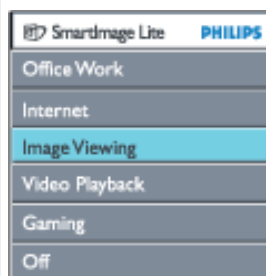 SmartImage Lite PHILIPS
Office Work
Internet
Image Viewing
Video Playback
Gaming
Off